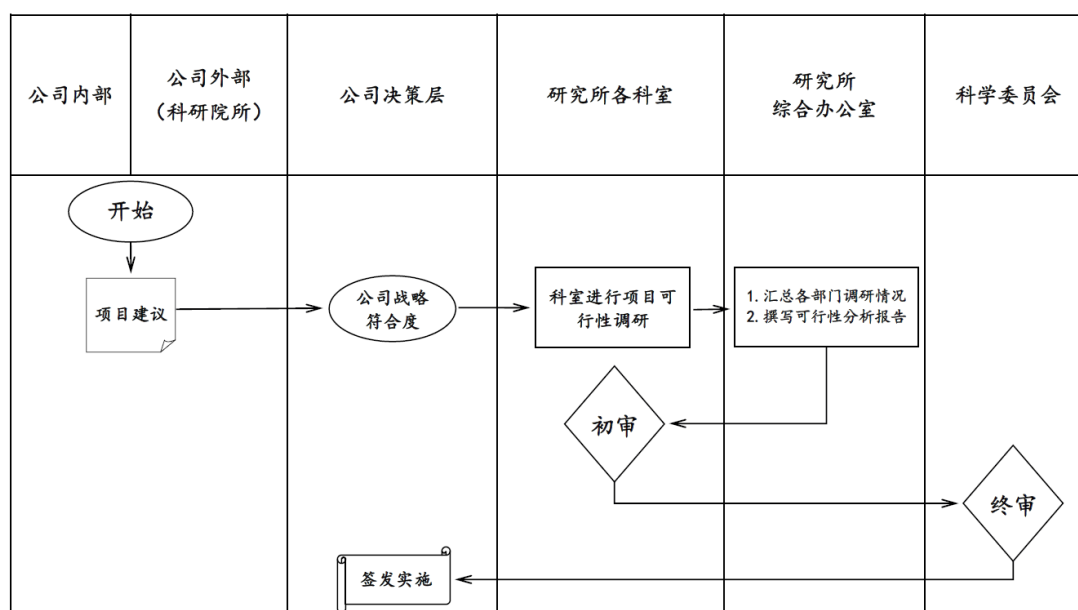 公司内部
公司外部
（科研院所）
公司决策层
研究所各科室
研究所
综合办公室
科学委员会
开始
项目建议
公司战略
符合度
科室进行项目可
行性调研
1. 汇总各部门调研情况
2. 撰写可行性分析报告
初审
终审
签发实施